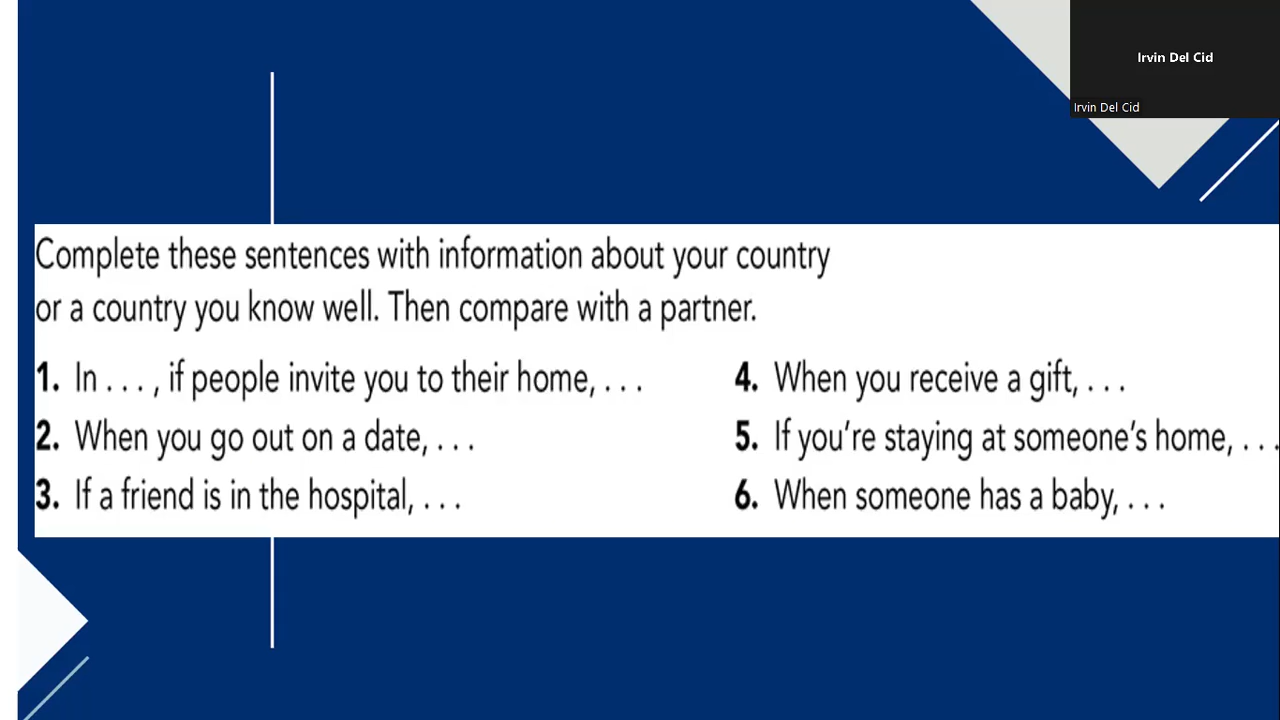 Irvin Del Cid
Irvin Del Cid
Complete these sentences with information about your country
or a country you know well. Then compare with a partner.
1. In . . . , if people invite you to their home, . . .
2. When you go out on a date, . . .
3. If a friend is in the hospital, . . .
4. When you receive a gift, . . .
5. If you're staying at someone's home, . . .
6. When someone has a baby, . . .